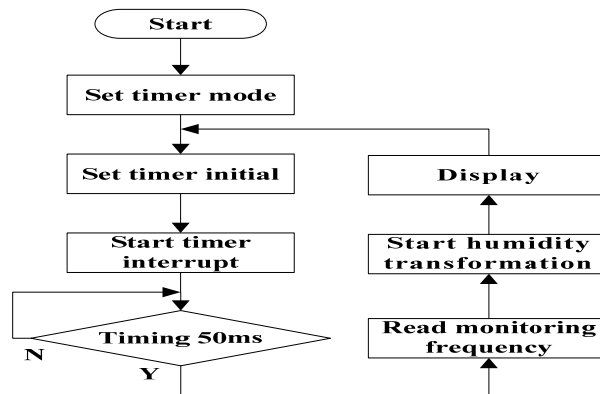 Start
Set timer mode
Set timer initial
Start timer
interrupt
Timing 50ms
N
Y
Display
Start humidity
transformation
Read monitoring
frequency